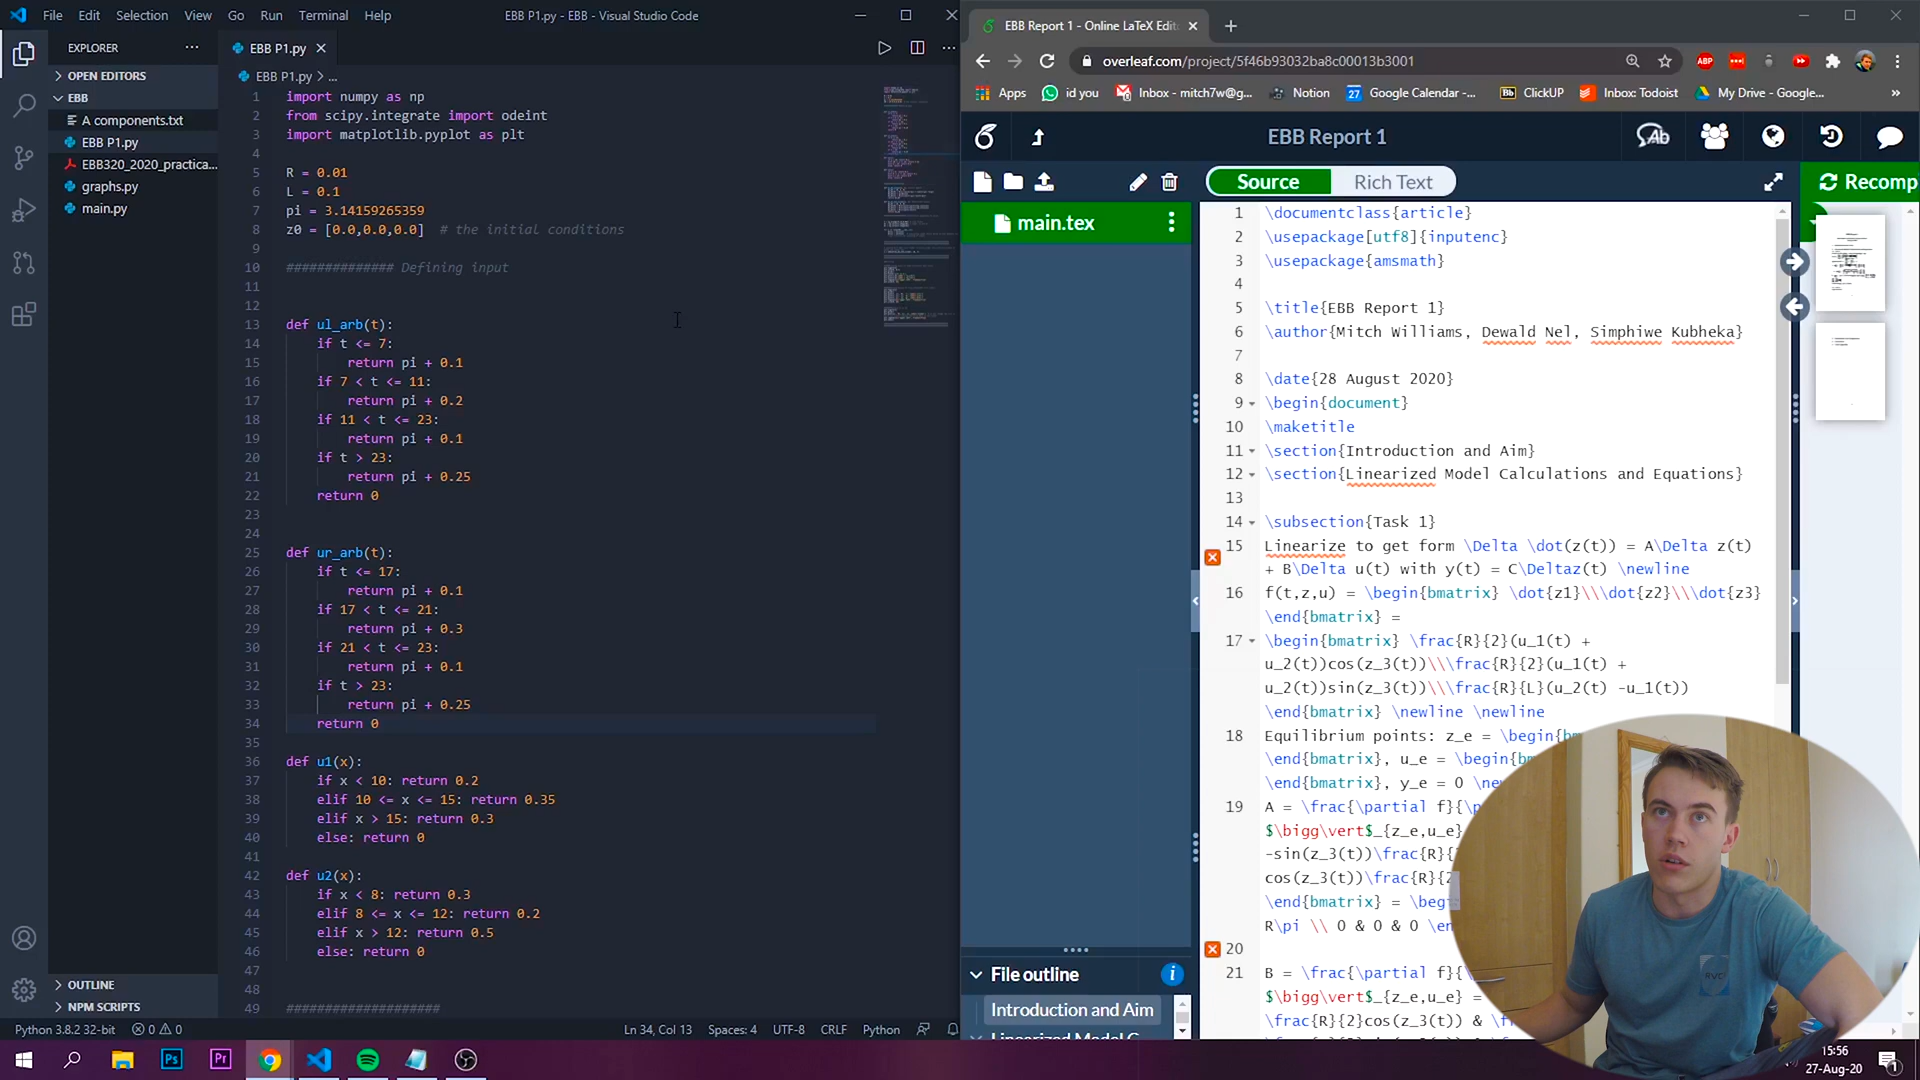 File Edit Selection View Go Run Terminal Help
EBB P1.py - EBB - Visual Studio Code
EXPLORER
OPEN EDITORS
EBB
A components.txt
EBB P1.py
EBB320_2020_practica...
graphs.py
main.py
OUTLINE
NPM SCRIPTS
EBB P1.py
EBB P1.py > ...
1 import numpy as np
2 from scipy.integrate import odeint
3 import matplotlib.pyplot as plt
4
5 R = 0.01
6 L = 0.1
7 pi = 3.14159265359
8 z0 = [0.0,0.0,0.0] # the initial conditions
9
10 ############## Defining input
11
12
13 def ul_arb(t):
14 if t <= 7:
15 return pi + 0.1
16 if 7 < t <= 11:
17 return pi + 0.2
18 if 11 < t <= 23:
19 return pi + 0.1
20 if t > 23:
21 return pi + 0.25
22 return 0
23
24
25 def ur_arb(t):
26 if t <= 17:
27 return pi + 0.1
28 if 17 < t <= 21:
29 return pi + 0.3
30 if 21 < t <= 23:
31 return pi + 0.1
32 if t > 23:
33 return pi + 0.25
34 return 0
35
36 def u1(x):
37 if x < 10: return 0.2
38 elif 10 <= x <= 15: return 0.35
39 elif x > 15: return 0.3
40 else: return 0
41
42 def u2(x):
43 if x < 8: return 0.3
44 elif 8 <= x <= 12: return 0.2
45 elif x > 12: return 0.5
46 else: return 0
47
48
49 ####################
Python 3.8.2 32-bit 0 0 Ln 34, Col 13 Spaces: 4 UTF-8 CRLF Python
EBB Report 1 - Online LaTeX Edit
overleaf.com/project/5f46b93032ba8c00013b3001
ABP
Apps id you Inbox - mitch7w@g... Notion 27 Google Calendar -... Bb ClickUP Inbox: Todoist My Drive - Google... »
EBB Report 1
Ab
Source Rich Text Recomp
main.tex
1 \documentclass{article}
2 \usepackage[utf8]{inputenc}
3 \usepackage{amsmath}
4
5 \title{EBB Report 1}
6 \author{Mitch Williams, Dewald Nel, Simphiwe Kubheka}
7
8 \date{28 August 2020}
9 \begin{document}
10 \maketitle
11 \section{Introduction and Aim}
12 \section{Linearized Model Calculations and Equations}
13
14 \subsection{Task 1}
15 Linearize to get form \Delta \dot(z(t)) = A\Delta z(t)
+ B\Delta u(t) with y(t) = C\Deltaz(t) \newline
16 f(t,z,u) = \begin{bmatrix} \dot{z1}\\\dot{z2}\\\dot{z3}
\end{bmatrix} =
17 \begin{bmatrix} \frac{R}{2}(u_1(t) +
u_2(t))cos(z_3(t))\\\frac{R}{2}(u_1(t) +
u_2(t))sin(z_3(t))\\\frac{R}{L}(u_2(t) -u_1(t))
\end{bmatrix} \newline \newline
18 Equilibrium points: z_e = \begin{b
\end{bmatrix}, u_e = \begin{b
\end{bmatrix}, y_e = 0 \ne
19 A = \frac{\partial f}{\p
$\bigg\vert$_{z_e,u_e}
-sin(z_3(t))\frac{R}{
cos(z_3(t))\frac{R}{2
\end{bmatrix} = \beg
R\pi \\ 0 & 0 & 0 \en
20
21 B = \frac{\partial f}{\
$\bigg\vert$_{z_e,u_e} =
\frac{R}{2}cos(z_3(t)) & \f
File outline
Introduction and Aim
Ps Pr
15:56
27-Aug-20
1